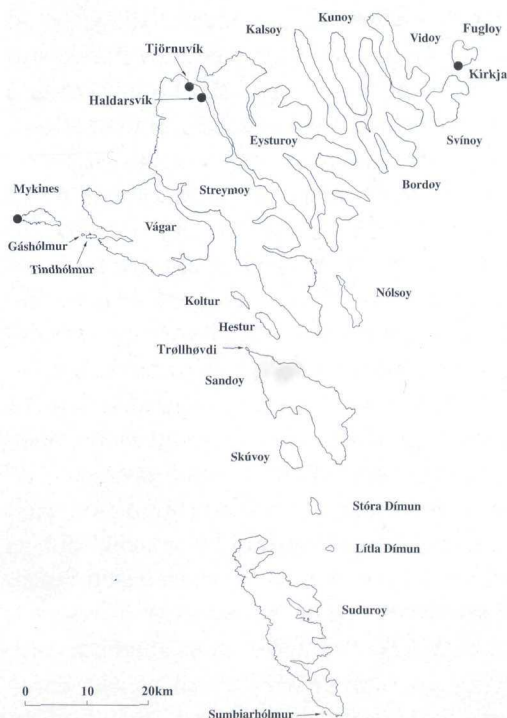 Kalsoy
Kunoy
Vidoy
Fugloy
Tjörnuvík
Kirkja
Haldarsvík
Svínoy
Eysturoy
Bordoy
Mykines
Streymoy
Vágar
Gáshólmur
Tindhólmur
Nólsoy
Koltur
Hestur
Trøllhøvdi
Sandoy
Skúvoy
Stóra Dímun
Lítla Dímun
Suduroy
0 10 20km
Sumbiarhólmur